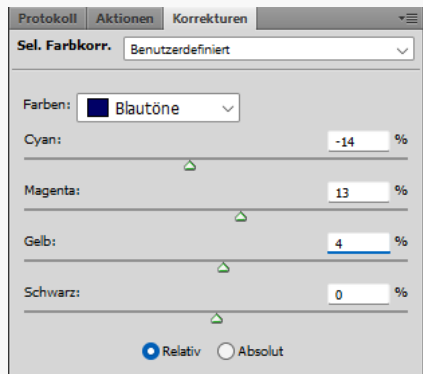 Protokoll Aktionen Korrekturen
Sel. Farbkorr. Benutzerdefiniert
Farben: Blautöne
Cyan: -14 %
Magenta: 13 %
Gelb: 4 %
Schwarz: 0 %
Relativ Absolut